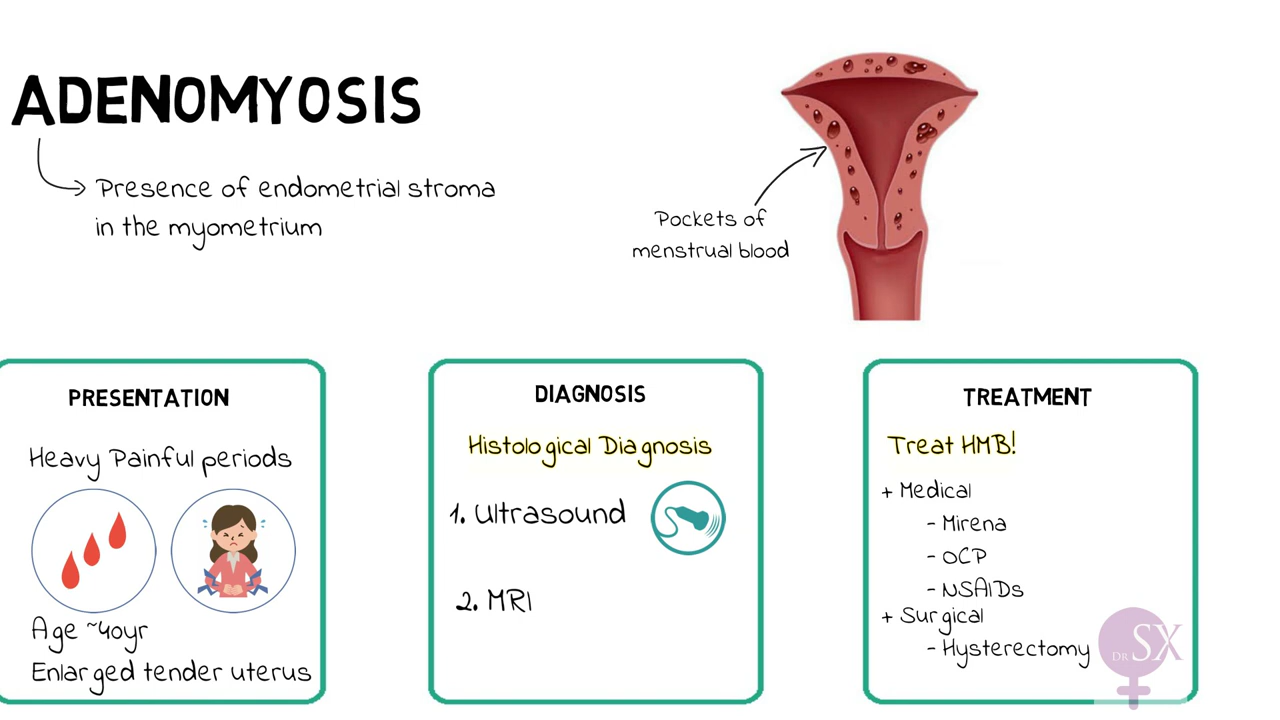 ADENOMYOSIS
Presence of endometrial stroma
in the myometrium
Pockets of
menstrual blood
PRESENTATION
Heavy Painful periods
Age ~40yr
Enlarged tender uterus
DIAGNOSIS
Histological Diagnosis
1. Ultrasound
2. MRI
TREATMENT
Treat HMB!
+ Medical
- Mirena
- OCP
- NSAIDs
+ Surgical
- Hysterectomy
DR SX